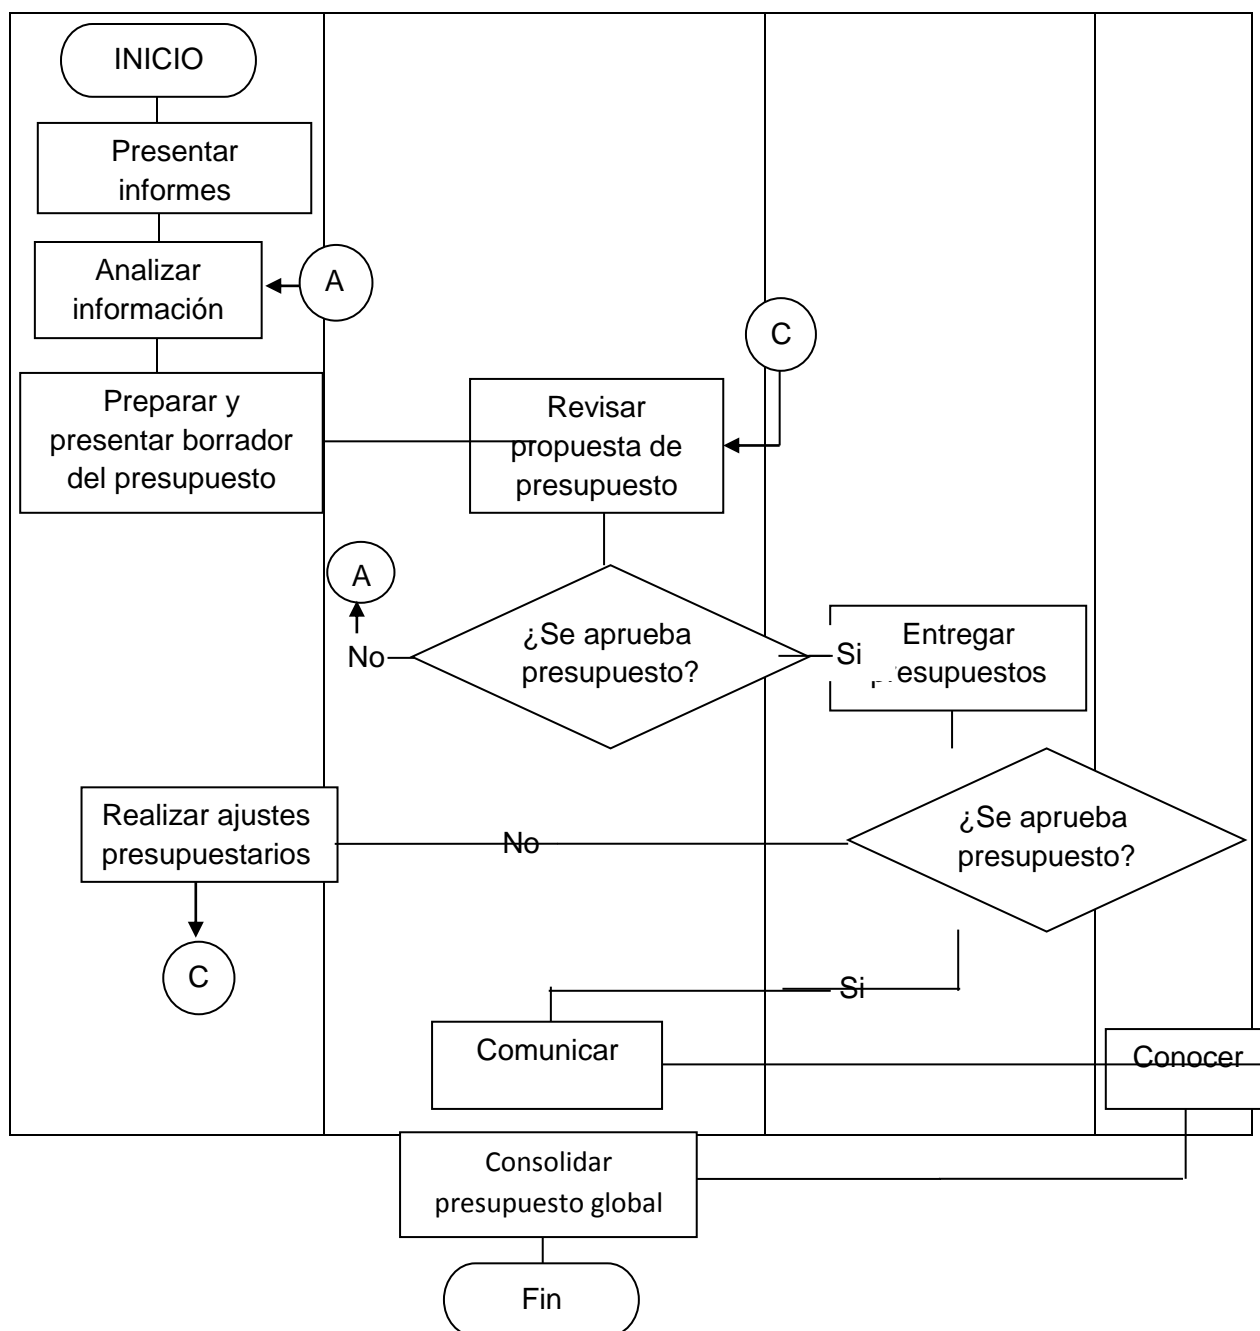 INICIO
Presentar
informes
Analizar
información
A
C
Preparar y
presentar borrador
del presupuesto
Revisar
propuesta de
presupuesto
A
No
¿Se aprueba
presupuesto?
Si
Entregar
presupuestos
Realizar ajustes
presupuestarios
No
¿Se aprueba
presupuesto?
C
Si
Comunicar
Conocer
Consolidar
presupuesto global
Fin